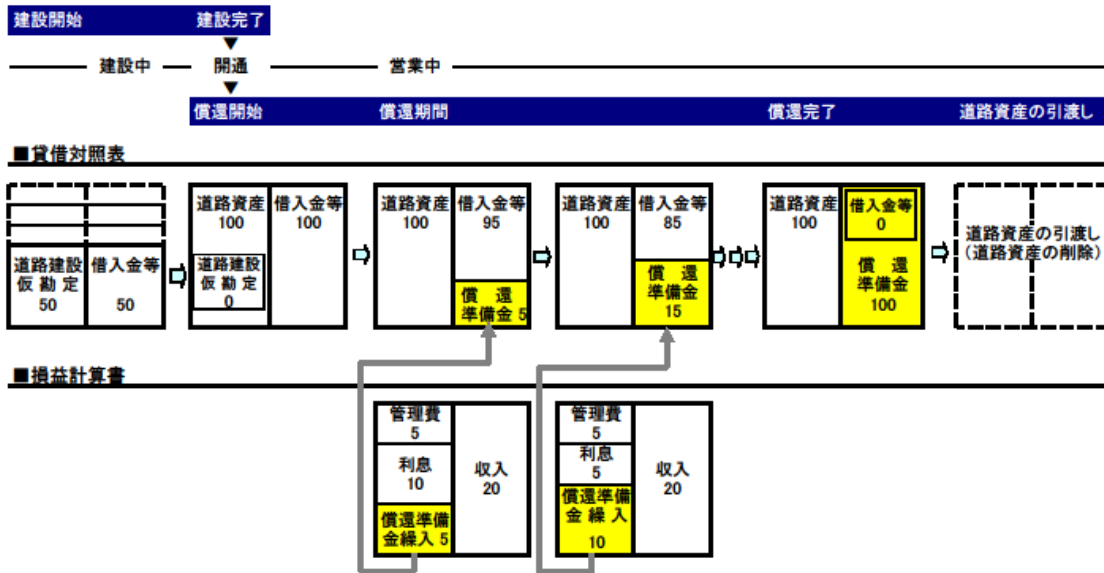 建設開始 建設完了
▼
建設中 開通 営業中
▼
償還開始 償還期間 償還完了 道路資産の引渡し
■貸借対照表
道路建設
仮勘定
50
借入金等
50
道路資産
100
道路建設
仮勘定
0
借入金等
100
道路資産
100
借入金等
95
償還
準備金 5
道路資産
100
借入金等
85
償還
準備金
15
道路資産
100
借入金等
0
償還
準備金
100
道路資産の引渡し
(道路資産の削除)
■損益計算書
管理費
5
利息
10
償還準備
金繰入 5
収入
20
管理費
5
利息
5
償還準備
金繰入
10
収入
20